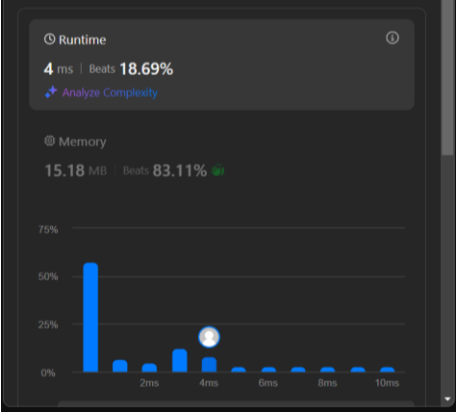 Runtime
4 ms | Beats 18.69%
Analyze Complexity
Memory
15.18 MB | Beats 83.11%
75%
50%
25%
0%
2ms 4ms 6ms 8ms 10ms